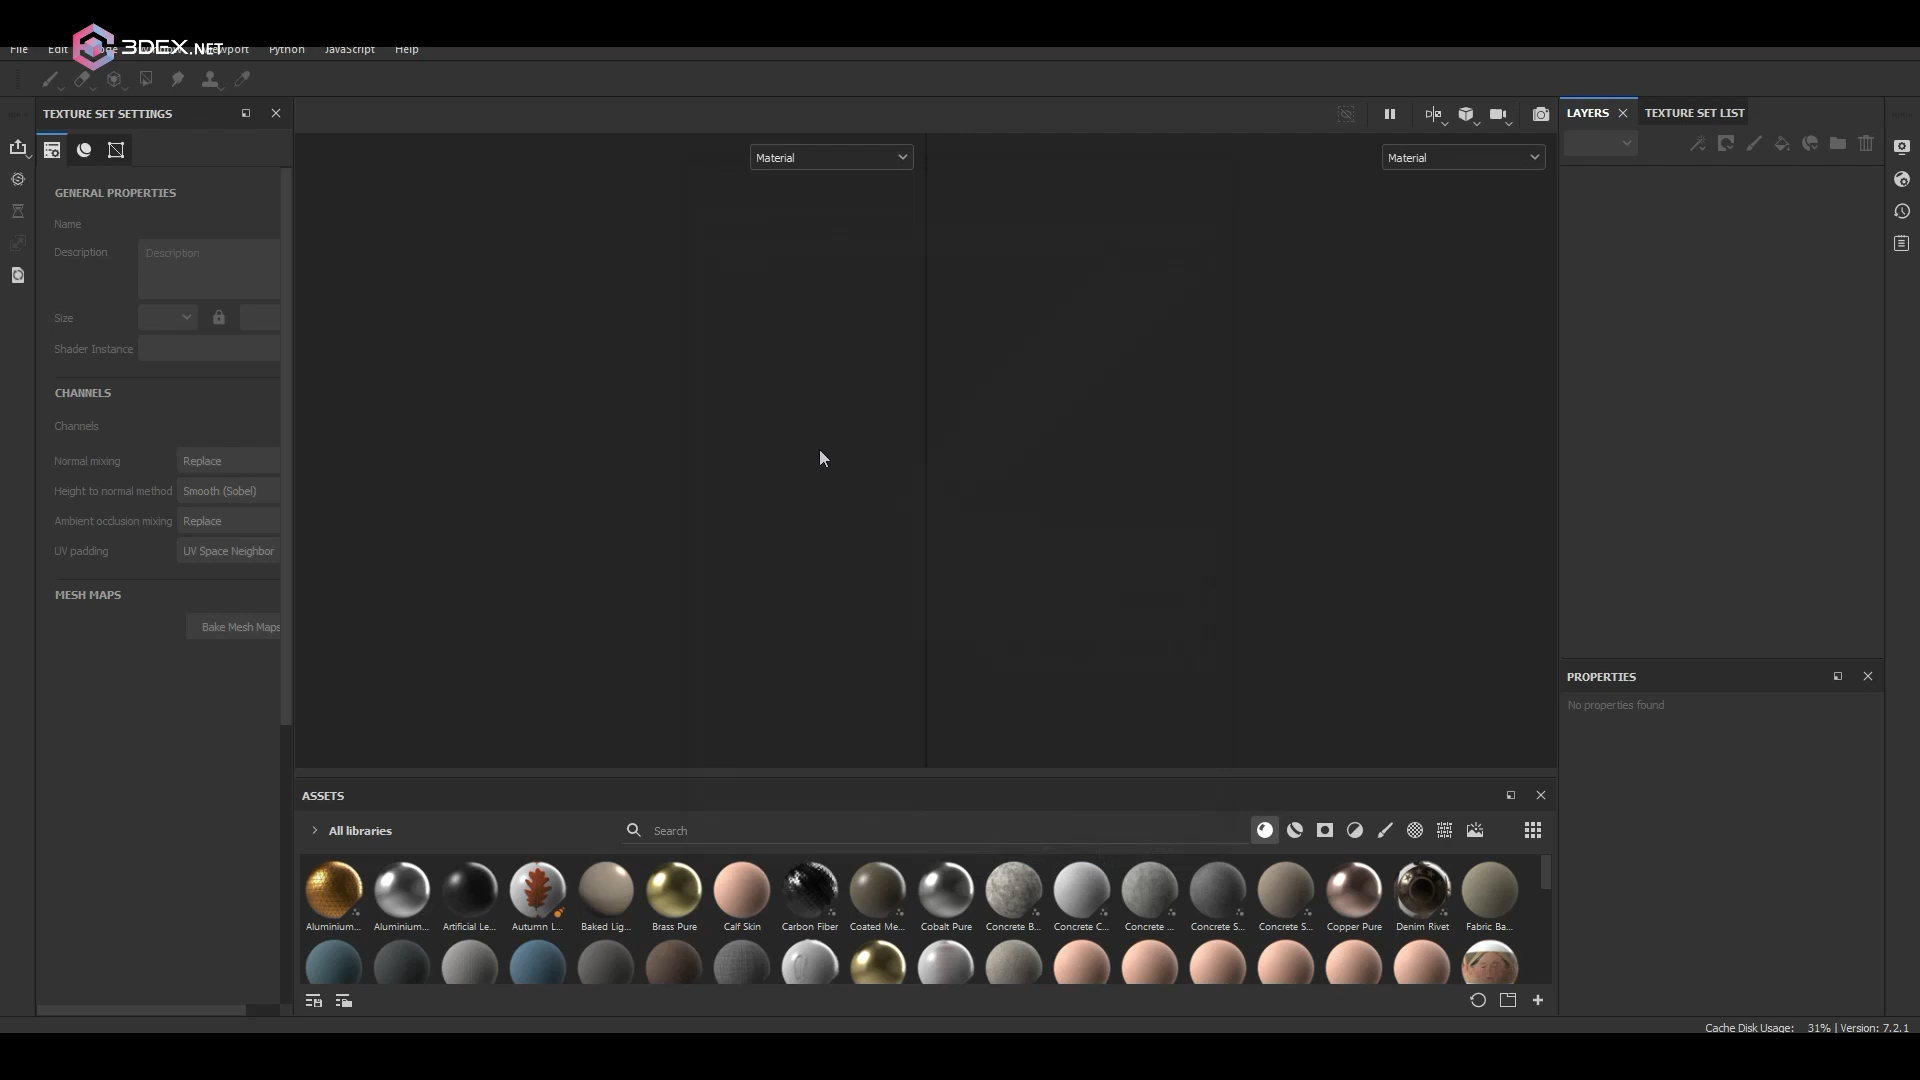 3DEX.NET
File Edit Python JavaScript Help
TEXTURE SET SETTINGS
LAYERS
TEXTURE SET LIST
Material
Material
GENERAL PROPERTIES
Name
Description
Description
Size
Shader Instance
CHANNELS
Channels
Normal mixing Replace
Height to normal method Smooth (Sobel)
Ambient occlusion mixing Replace
UV padding UV Space Neighbor
MESH MAPS
Bake Mesh Maps
PROPERTIES
No properties found
ASSETS
All libraries
Search
Aluminium... Aluminium... Artificial Le... Autumn L... Baked Lig... Brass Pure Calf Skin Carbon Fiber Coated Me... Cobalt Pure Concrete B... Concrete C... Concrete ... Concrete S... Concrete S... Copper Pure Denim Rivet Fabric Ba...
Cache Disk Usage: 31% | Version: 7.2.1